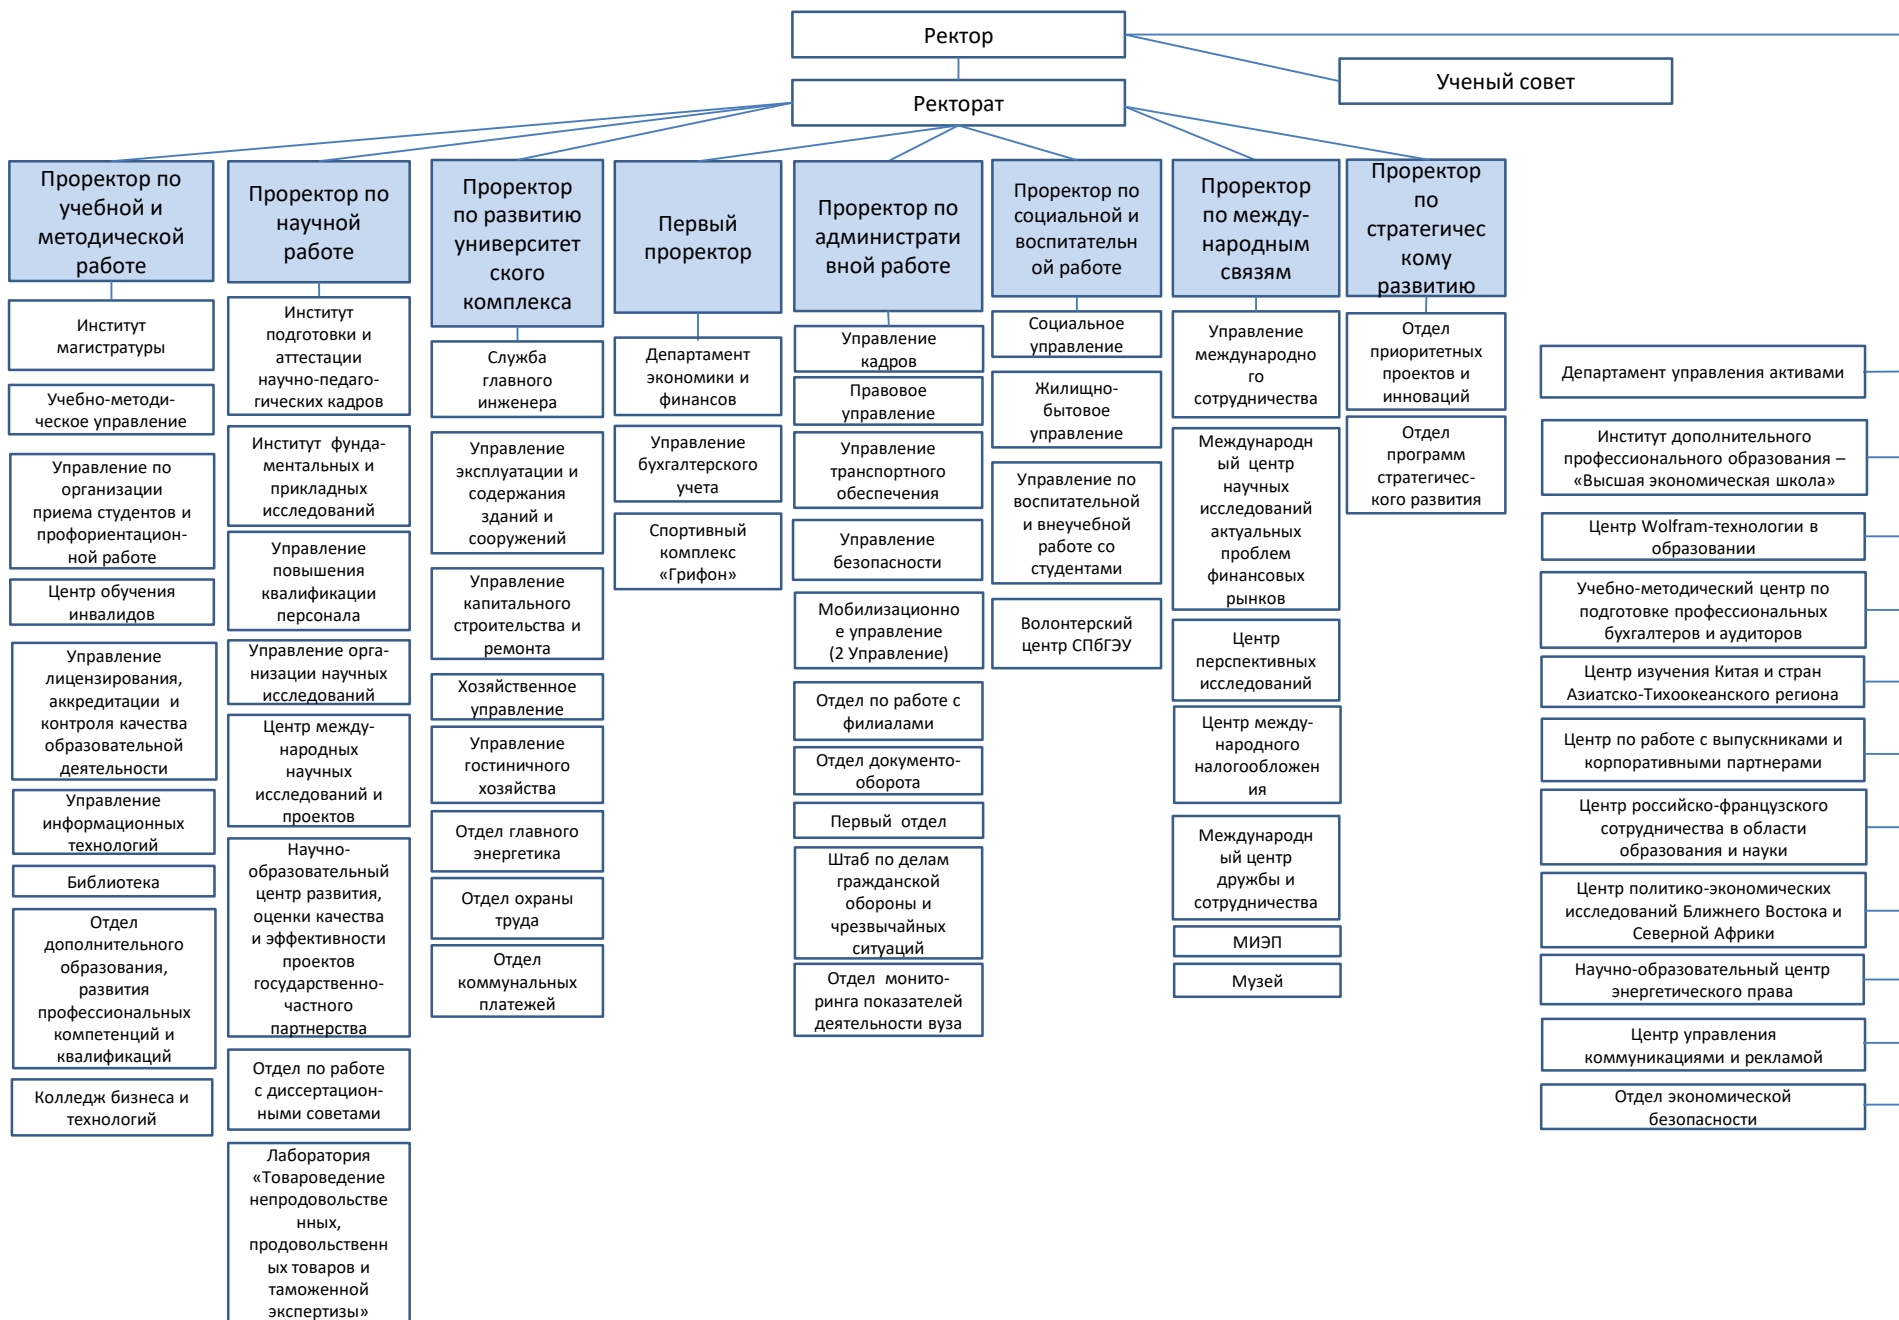 Ректор
Ученый совет
Ректорат
Проректор по
учебной и
методической
работе
Институт
магистратуры
Учебно-методи-
ческое управление
Управление по
организации
приема студентов и
профориентацион-
ной работе
Центр обучения
инвалидов
Управление
лицензирования,
аккредитации и
контроля качества
образовательной
деятельности
Управление
информационных
технологий
Библиотека
Отдел
дополнительного
образования,
развития
профессиональных
компетенций и
квалификаций
Колледж бизнеса и
технологий
Проректор по
научной
работе
Институт
подготовки и
аттестации
научно-педаго-
гических кадров
Институт фунда-
ментальных и
прикладных
исследований
Управление
повышения
квалификации
персонала
Управление орга-
низации научных
исследований
Центр между-
народных
научных
исследований и
проектов
Научно-
образовательный
центр развития,
оценки качества
и эффективности
проектов
государственно-
частного
партнерства
Отдел по работе
с диссертацион-
ными советами
Лаборатория
«Товароведение
непродовольстве
нных,
продовольственн
ых товаров и
таможенной
экспертизы»
Проректор
по развитию
университет
ского
комплекса
Служба
главного
инженера
Управление
эксплуатации и
содержания
зданий и
сооружений
Управление
капитального
строительства и
ремонта
Хозяйственное
управление
Управление
гостиничного
хозяйства
Отдел главного
энергетика
Отдел охраны
труда
Отдел
коммунальных
платежей
Первый
проректор
Департамент
экономики и
финансов
Управление
бухгалтерского
учета
Спортивный
комплекс
«Грифон»
Проректор по
администрати
вной работе
Управление
кадров
Правовое
управление
Управление
транспортного
обеспечения
Управление
безопасности
Мобилизационно
е управление
(2 Управление)
Отдел по работе с
филиалами
Отдел документо-
оборота
Первый отдел
Штаб по делам
гражданской
обороны и
чрезвычайных
ситуаций
Отдел монито-
ринга показателей
деятельности вуза
Проректор по
социальной и
воспитательн
ой работе
Социальное
управление
Жилищно-
бытовое
управление
Управление по
воспитательной
и внеучебной
работе со
студентами
Волонтерский
центр СПбГЭУ
Проректор
по между-
народным
связям
Управление
международно
го
сотрудничества
Международн
ый центр
научных
исследований
актуальных
проблем
финансовых
рынков
Центр
перспективных
исследований
Центр между-
народного
налогообложен
ия
Международн
ый центр
дружбы и
сотрудничества
МИЭП
Музей
Проректор
по
стратегичес
кому
развитию
Отдел
приоритетных
проектов и
инноваций
Отдел
программ
стратегичес-
кого развития
Департамент управления активами
Институт дополнительного
профессионального образования –
«Высшая экономическая школа»
Центр Wolfram-технологии в
образовании
Учебно-методический центр по
подготовке профессиональных
бухгалтеров и аудиторов
Центр изучения Китая и стран
Азиатско-Тихоокеанского региона
Центр по работе с выпускниками и
корпоративными партнерами
Центр российско-французского
сотрудничества в области
образования и науки
Центр политико-экономических
исследований Ближнего Востока и
Северной Африки
Научно-образовательный центр
энергетического права
Центр управления
коммуникациями и рекламой
Отдел экономической
безопасности